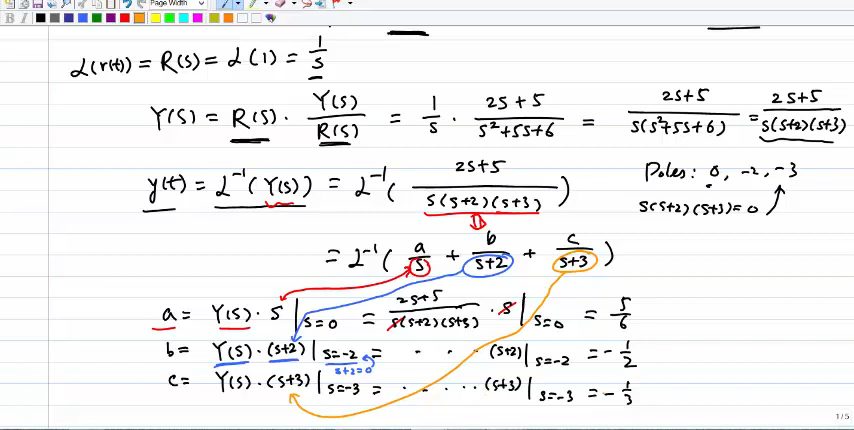 Page Width
B I
ℒ(r(t)) = R(s) = ℒ(1) = 1/s
Y(s) = R(s) · Y(s)/R(s) = 1/s · (2s+5)/(s²+5s+6) = (2s+5)/(s(s²+5s+6)) = (2s+5)/(s(s+2)(s+3))
Poles: 0, -2, -3
y(t) = ℒ⁻¹(Y(s)) = ℒ⁻¹( (2s+5)/(s(s+2)(s+3)) )
s(s+2)(s+3)=0
= ℒ⁻¹( a/s + b/(s+2) + c/(s+3) )
a = Y(s) · s |s=0 = (2s+5)/(s(s+2)(s+3)) · s |s=0 = 5/6
b = Y(s) · (s+2) |s=-2 = · · · (s+2) |s=-2 = -1/2
s+2=0
c = Y(s) · (s+3) |s=-3 = · · · · · (s+3) |s=-3 = -1/3
1/5